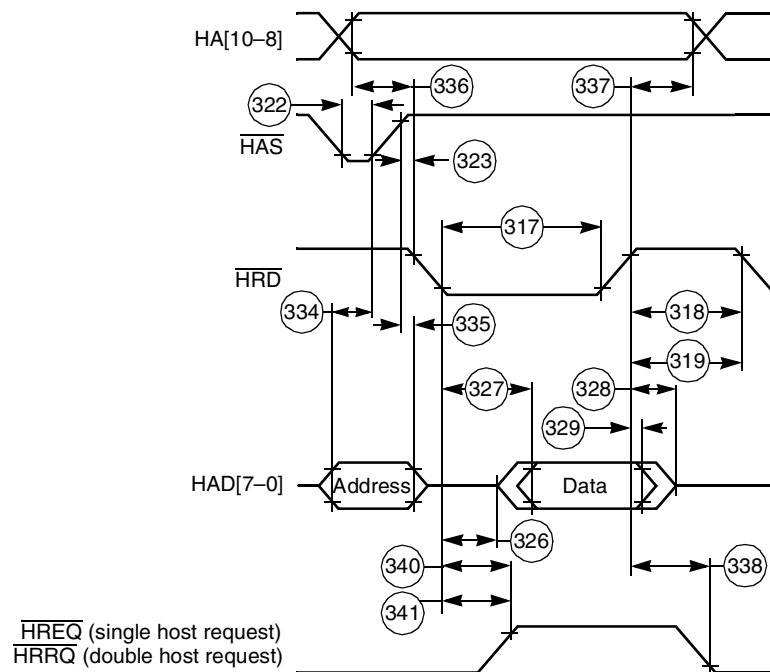 HA[10–8]
336
337
322
HAS
323
317
HRD
334
335
318
319
327
328
329
HAD[7–0]
Address
Data
326
340
338
341
HREQ (single host request)
HRRQ (double host request)